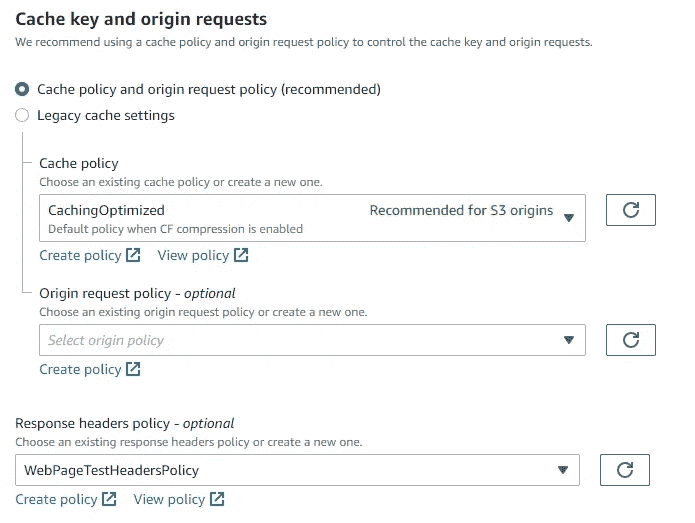 Cache key and origin requests
We recommend using a cache policy and origin request policy to control the cache key and origin requests.
Cache policy and origin request policy (recommended)
Legacy cache settings
Cache policy
Choose an existing cache policy or create a new one.
CachingOptimized Recommended for S3 origins
Default policy when CF compression is enabled
Create policy View policy
Origin request policy - optional
Choose an existing origin request policy or create a new one.
Select origin policy
Create policy
Response headers policy - optional
Choose an existing response headers policy or create a new one.
WebPageTestHeadersPolicy
Create policy View policy